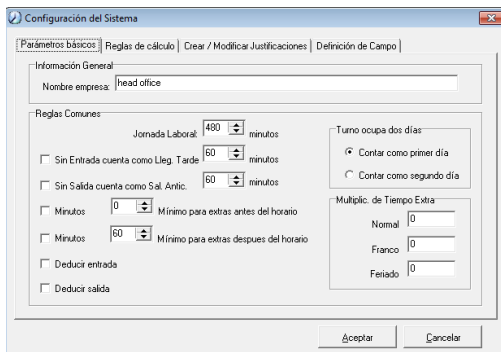 Configuración del Sistema
Parámetros básicos Reglas de cálculo Crear / Modificar Justificaciones Definición de Campo
Información General
Nombre empresa: head office
Reglas Comunes
Jornada Laboral: 480 minutos
Sin Entrada cuenta como Lleg. Tarde 60 minutos
Sin Salida cuenta como Sal. Antic. 60 minutos
Minutos 0 Mínimo para extras antes del horario
Minutos 60 Mínimo para extras despues del horario
Deducir entrada
Deducir salida
Turno ocupa dos días
Contar como primer día
Contar como segundo día
Multiplic. de Tiempo Extra
Normal 0
Franco 0
Feriado 0
Aceptar Cancelar